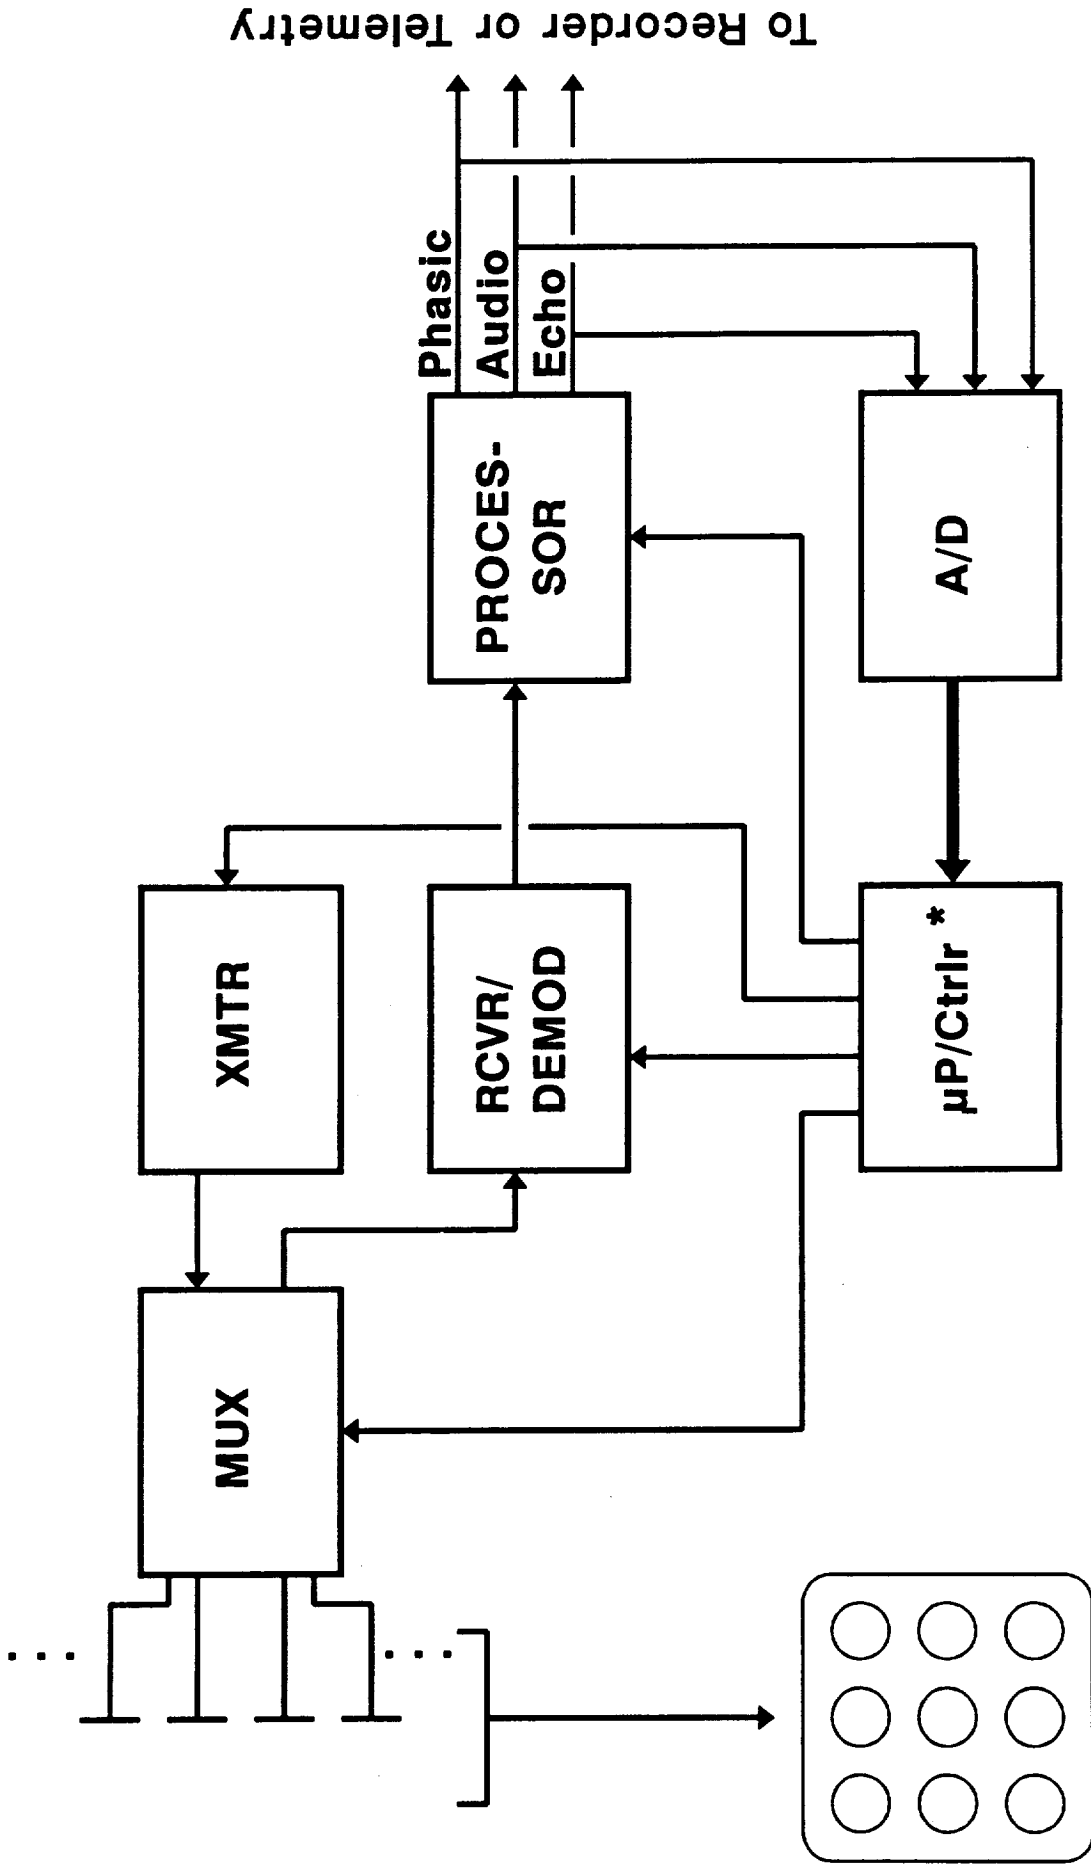 MUX
XMTR
RCVR/
DEMOD
PROCES-
SOR
Phasic
Audio
Echo
To Recorder or Telemetry
µP/Ctrlr *
A/D